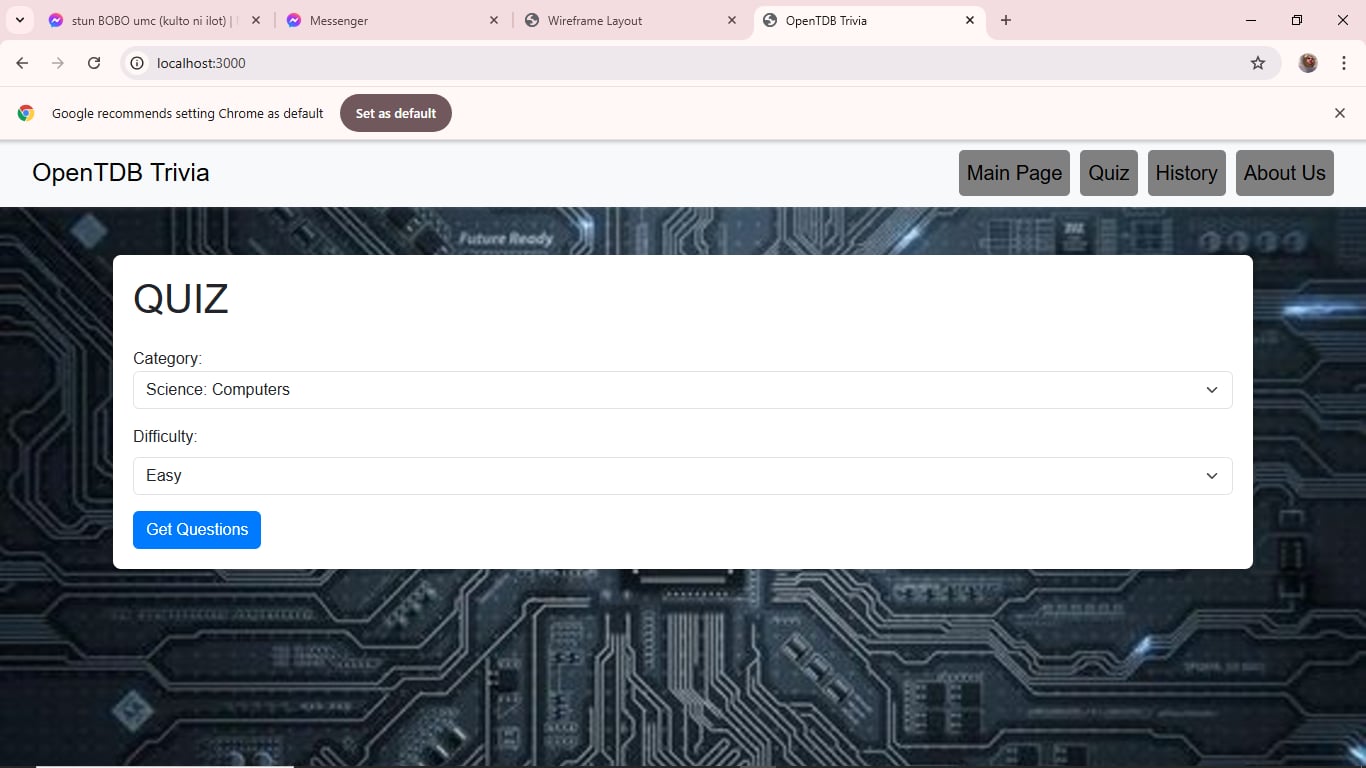 stun BOBO umc (kulto ni ilot) |
Messenger
Wireframe Layout
OpenTDB Trivia
localhost:3000
Google recommends setting Chrome as default
Set as default
OpenTDB Trivia
Main Page
Quiz
History
About Us
Future Ready
QUIZ
Category:
Science: Computers
Difficulty:
Easy
Get Questions